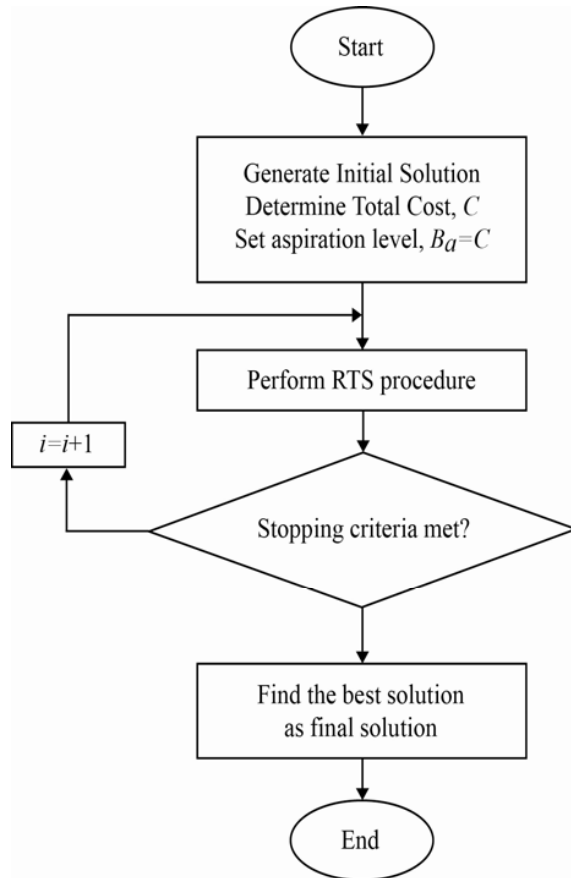 Start
Generate Initial Solution
Determine Total Cost, C
Set aspiration level, Ba=C
Perform RTS procedure
i=i+1
Stopping criteria met?
Find the best solution
as final solution
End